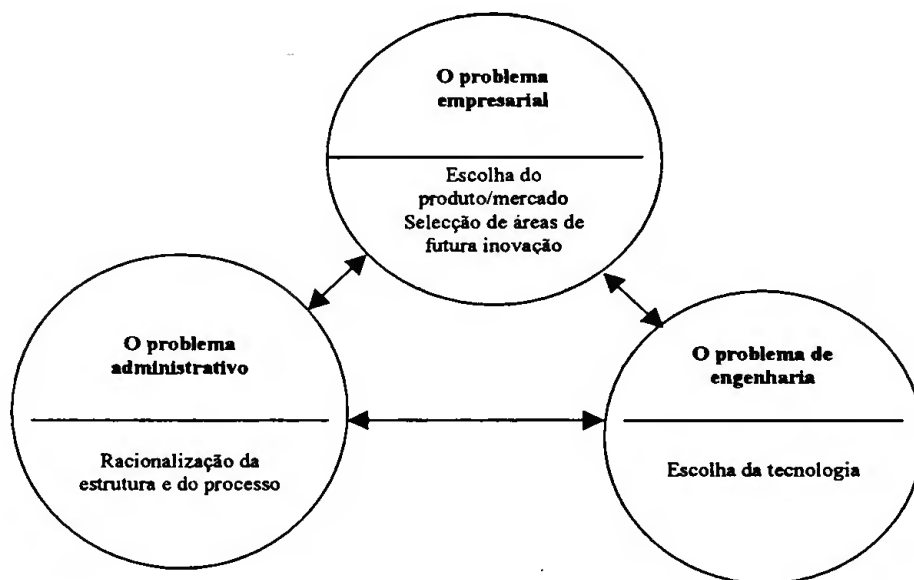 O problema
empresarial
Escolha do
produto/mercado
Selecção de áreas de
futura inovação
O problema
administrativo
Racionalização da
estrutura e do processo
O problema de
engenharia
Escolha da tecnologia